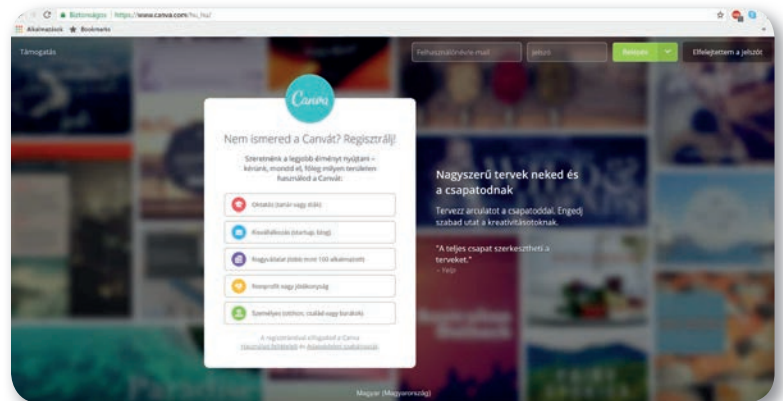 Biztonságos | https://www.canva.com/hu_hu/
Alkalmazások Bookmarks
Támogatás
Felhasználónév/e-mail
jelszó
Belépés
Elfelejtettem a jelszót
Canva
Nem ismered a Canvát? Regisztrálj!
Szeretnénk a legjobb élményt nyújtani –
kérünk, mondd el, főleg milyen területen
használod a Canvát:
Oktatás (tanár vagy diák)
Kisvállalkozás (startup, blog)
Nagyvállalat (több mint 100 alkalmazott)
Nonprofit vagy jótékonyság
Személyes (otthon, család vagy barátok)
A regisztrációval elfogadod a Canva
Használati feltételeit és Adatvédelmi szabályzatát
Nagyszerű tervek neked és
a csapatodnak
Tervezz arculatot a csapatoddal. Engedj
szabad utat a kreativitásotoknak.
"A teljes csapat szerkesztheti a
terveket."
– Yelp
Magyar (Magyarország)